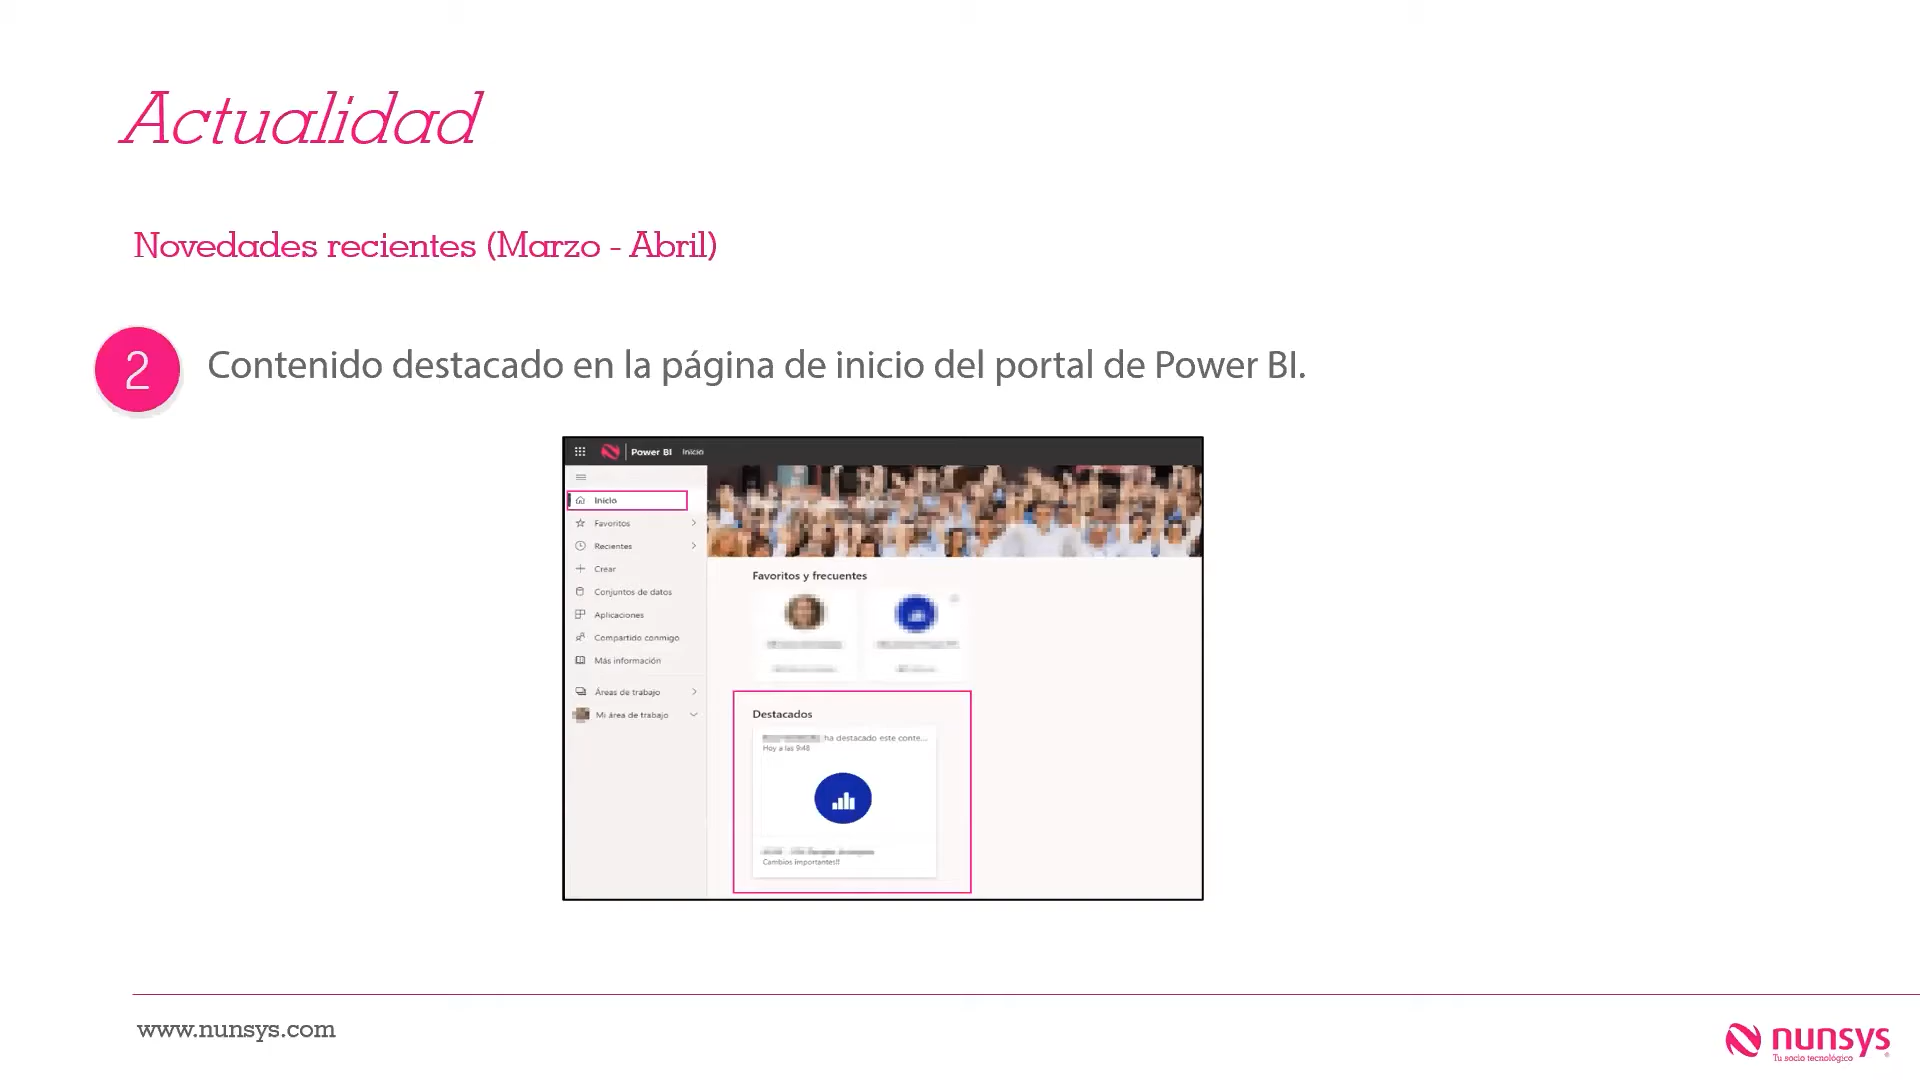 Actualidad
Novedades recientes (Marzo - Abril)
2
Contenido destacado en la página de inicio del portal de Power BI.
Power BI Inicio
Inicio
Favoritos
Recientes
Crear
Conjuntos de datos
Aplicaciones
Compartido conmigo
Más información
Áreas de trabajo
Mi área de trabajo
Favoritos y frecuentes
Destacados
ha destacado este conte...
Hoy a las 9:48
Cambios importantes!!
www.nunsys.com
nunsys
Tu socio tecnológico